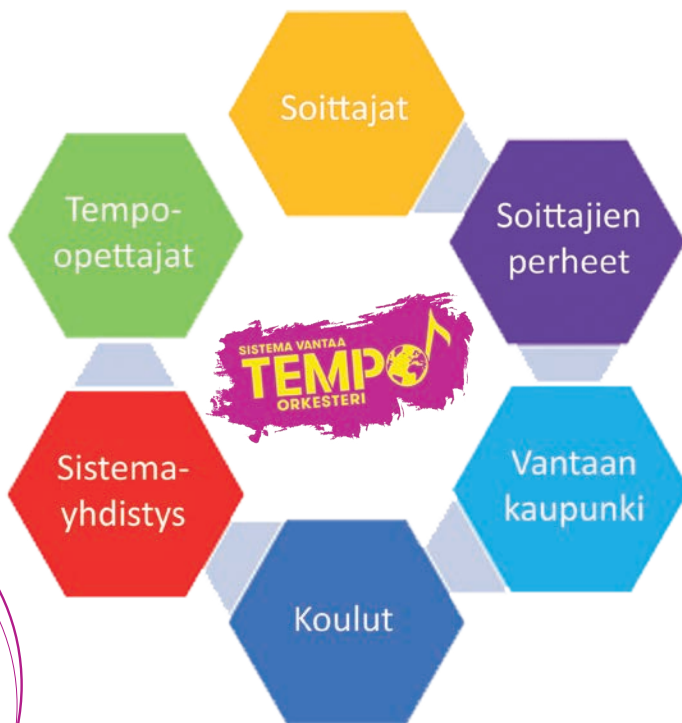 Soittajat
Soittajien
perheet
Vantaan
kaupunki
Koulut
Sistema-
yhdistys
Tempo-
opettajat
SISTEMA VANTAA
TEMPO
ORKESTERI